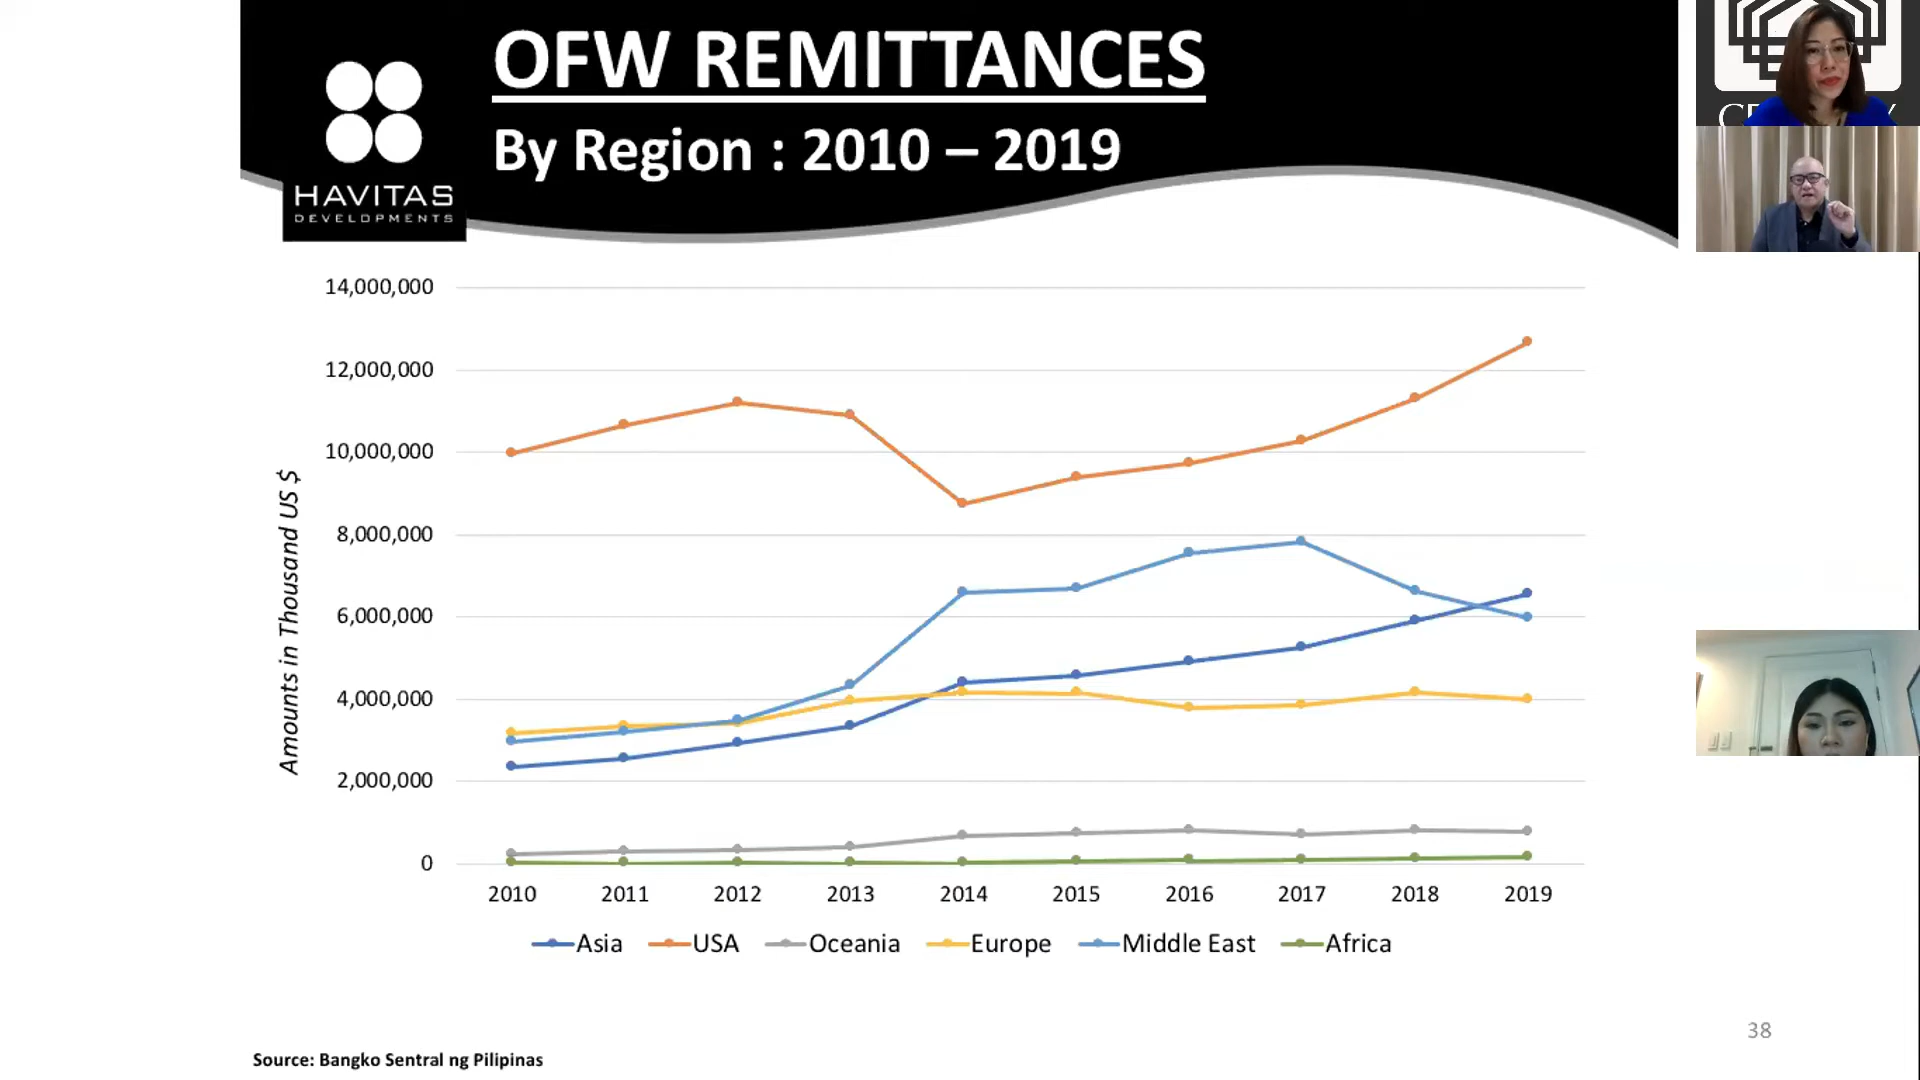 OFW REMITTANCES
By Region : 2010 – 2019
HAVITAS
DEVELOPMENTS
14,000,000
12,000,000
10,000,000
8,000,000
6,000,000
4,000,000
2,000,000
0
Amounts in Thousand US $
2010 2011 2012 2013 2014 2015 2016 2017 2018 2019
Asia USA Oceania Europe Middle East Africa
38
Source: Bangko Sentral ng Pilipinas